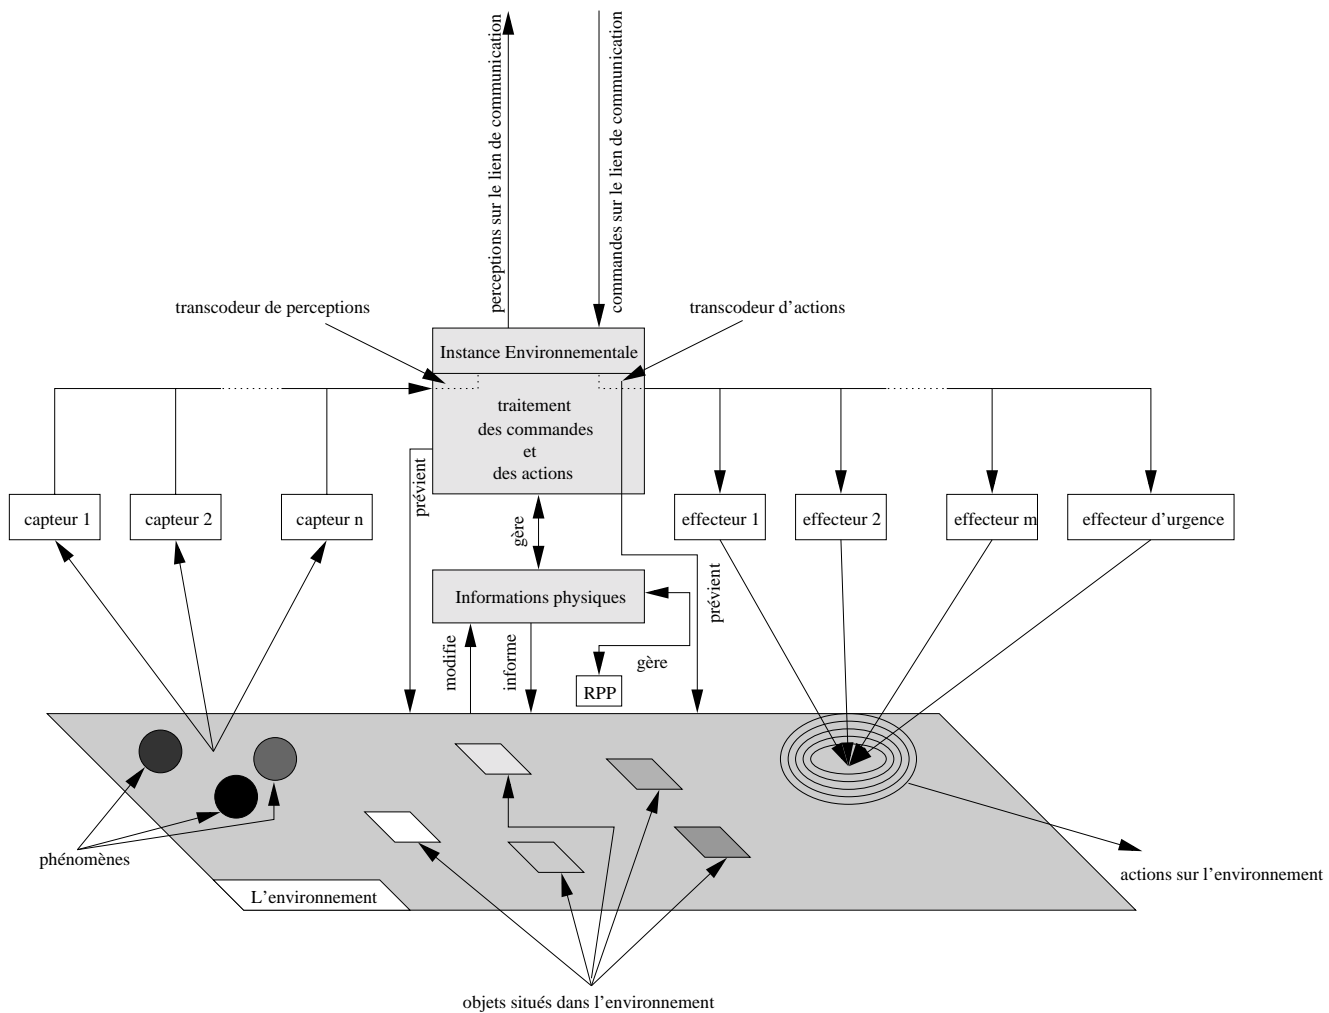 perceptions sur le lien de communication
commandes sur le lien de communication
transcodeur de perceptions
transcodeur d'actions
Instance Environnementale
traitement
des commandes
et
des actions
prévient
capteur 1
capteur 2
capteur n
gère
effecteur 1
effecteur 2
effecteur m
effecteur d'urgence
Informations physiques
prévient
modifie
informe
gère
RPP
phénomènes
L'environnement
actions sur l'environnement
objets situés dans l'environnement